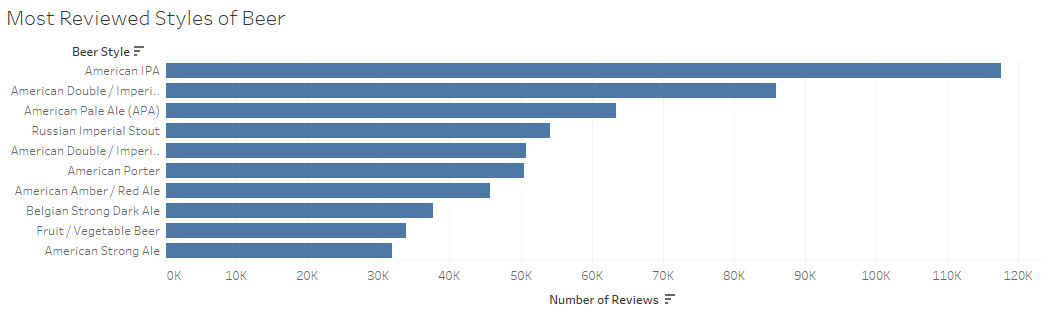 Most Reviewed Styles of Beer
Beer Style
American IPA
American Double / Imperi..
American Pale Ale (APA)
Russian Imperial Stout
American Double / Imperi..
American Porter
American Amber / Red Ale
Belgian Strong Dark Ale
Fruit / Vegetable Beer
American Strong Ale
0K 10K 20K 30K 40K 50K 60K 70K 80K 90K 100K 110K 120K
Number of Reviews